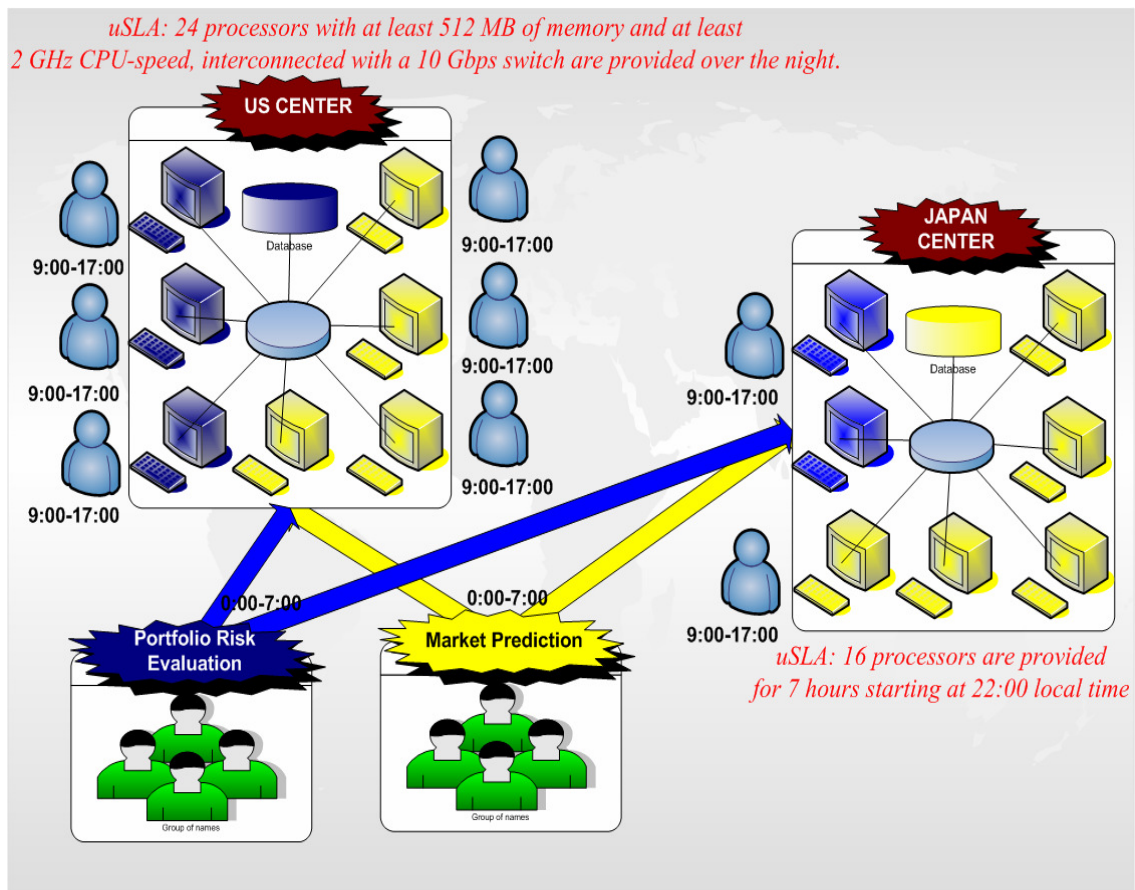 uSLA: 24 processors with at least 512 MB of memory and at least
2 GHz CPU-speed, interconnected with a 10 Gbps switch are provided over the night.
US CENTER
Database
9:00-17:00
9:00-17:00
9:00-17:00
9:00-17:00
9:00-17:00
9:00-17:00
JAPAN
CENTER
Database
9:00-17:00
9:00-17:00
uSLA: 16 processors are provided
for 7 hours starting at 22:00 local time
0:00-7:00
Portfolio Risk
Evaluation
Group of names
0:00-7:00
Market Prediction
Group of names